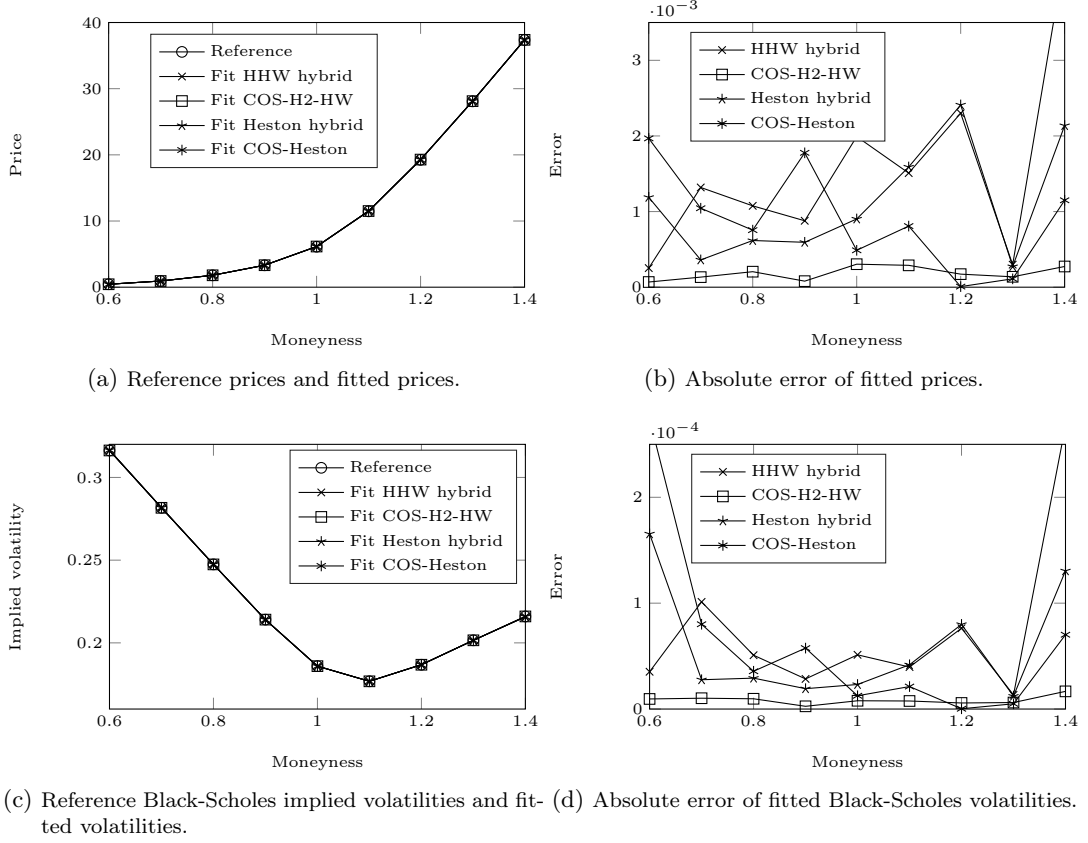 40
30
20
10
0
0.6
0.8
1
1.2
1.4
Price
Moneyness
Reference
Fit HHW hybrid
Fit COS-H2-HW
Fit Heston hybrid
Fit COS-Heston
(a) Reference prices and fitted prices.
·10−3
3
2
1
0
0.6
0.8
1
1.2
1.4
Error
Moneyness
HHW hybrid
COS-H2-HW
Heston hybrid
COS-Heston
(b) Absolute error of fitted prices.
0.3
0.25
0.2
0.6
0.8
1
1.2
1.4
Implied volatility
Moneyness
Reference
Fit HHW hybrid
Fit COS-H2-HW
Fit Heston hybrid
Fit COS-Heston
(c) Reference Black-Scholes implied volatilities and fit-
ted volatilities.
·10−4
2
1
0
0.6
0.8
1
1.2
1.4
Error
Moneyness
HHW hybrid
COS-H2-HW
Heston hybrid
COS-Heston
(d) Absolute error of fitted Black-Scholes volatilities.